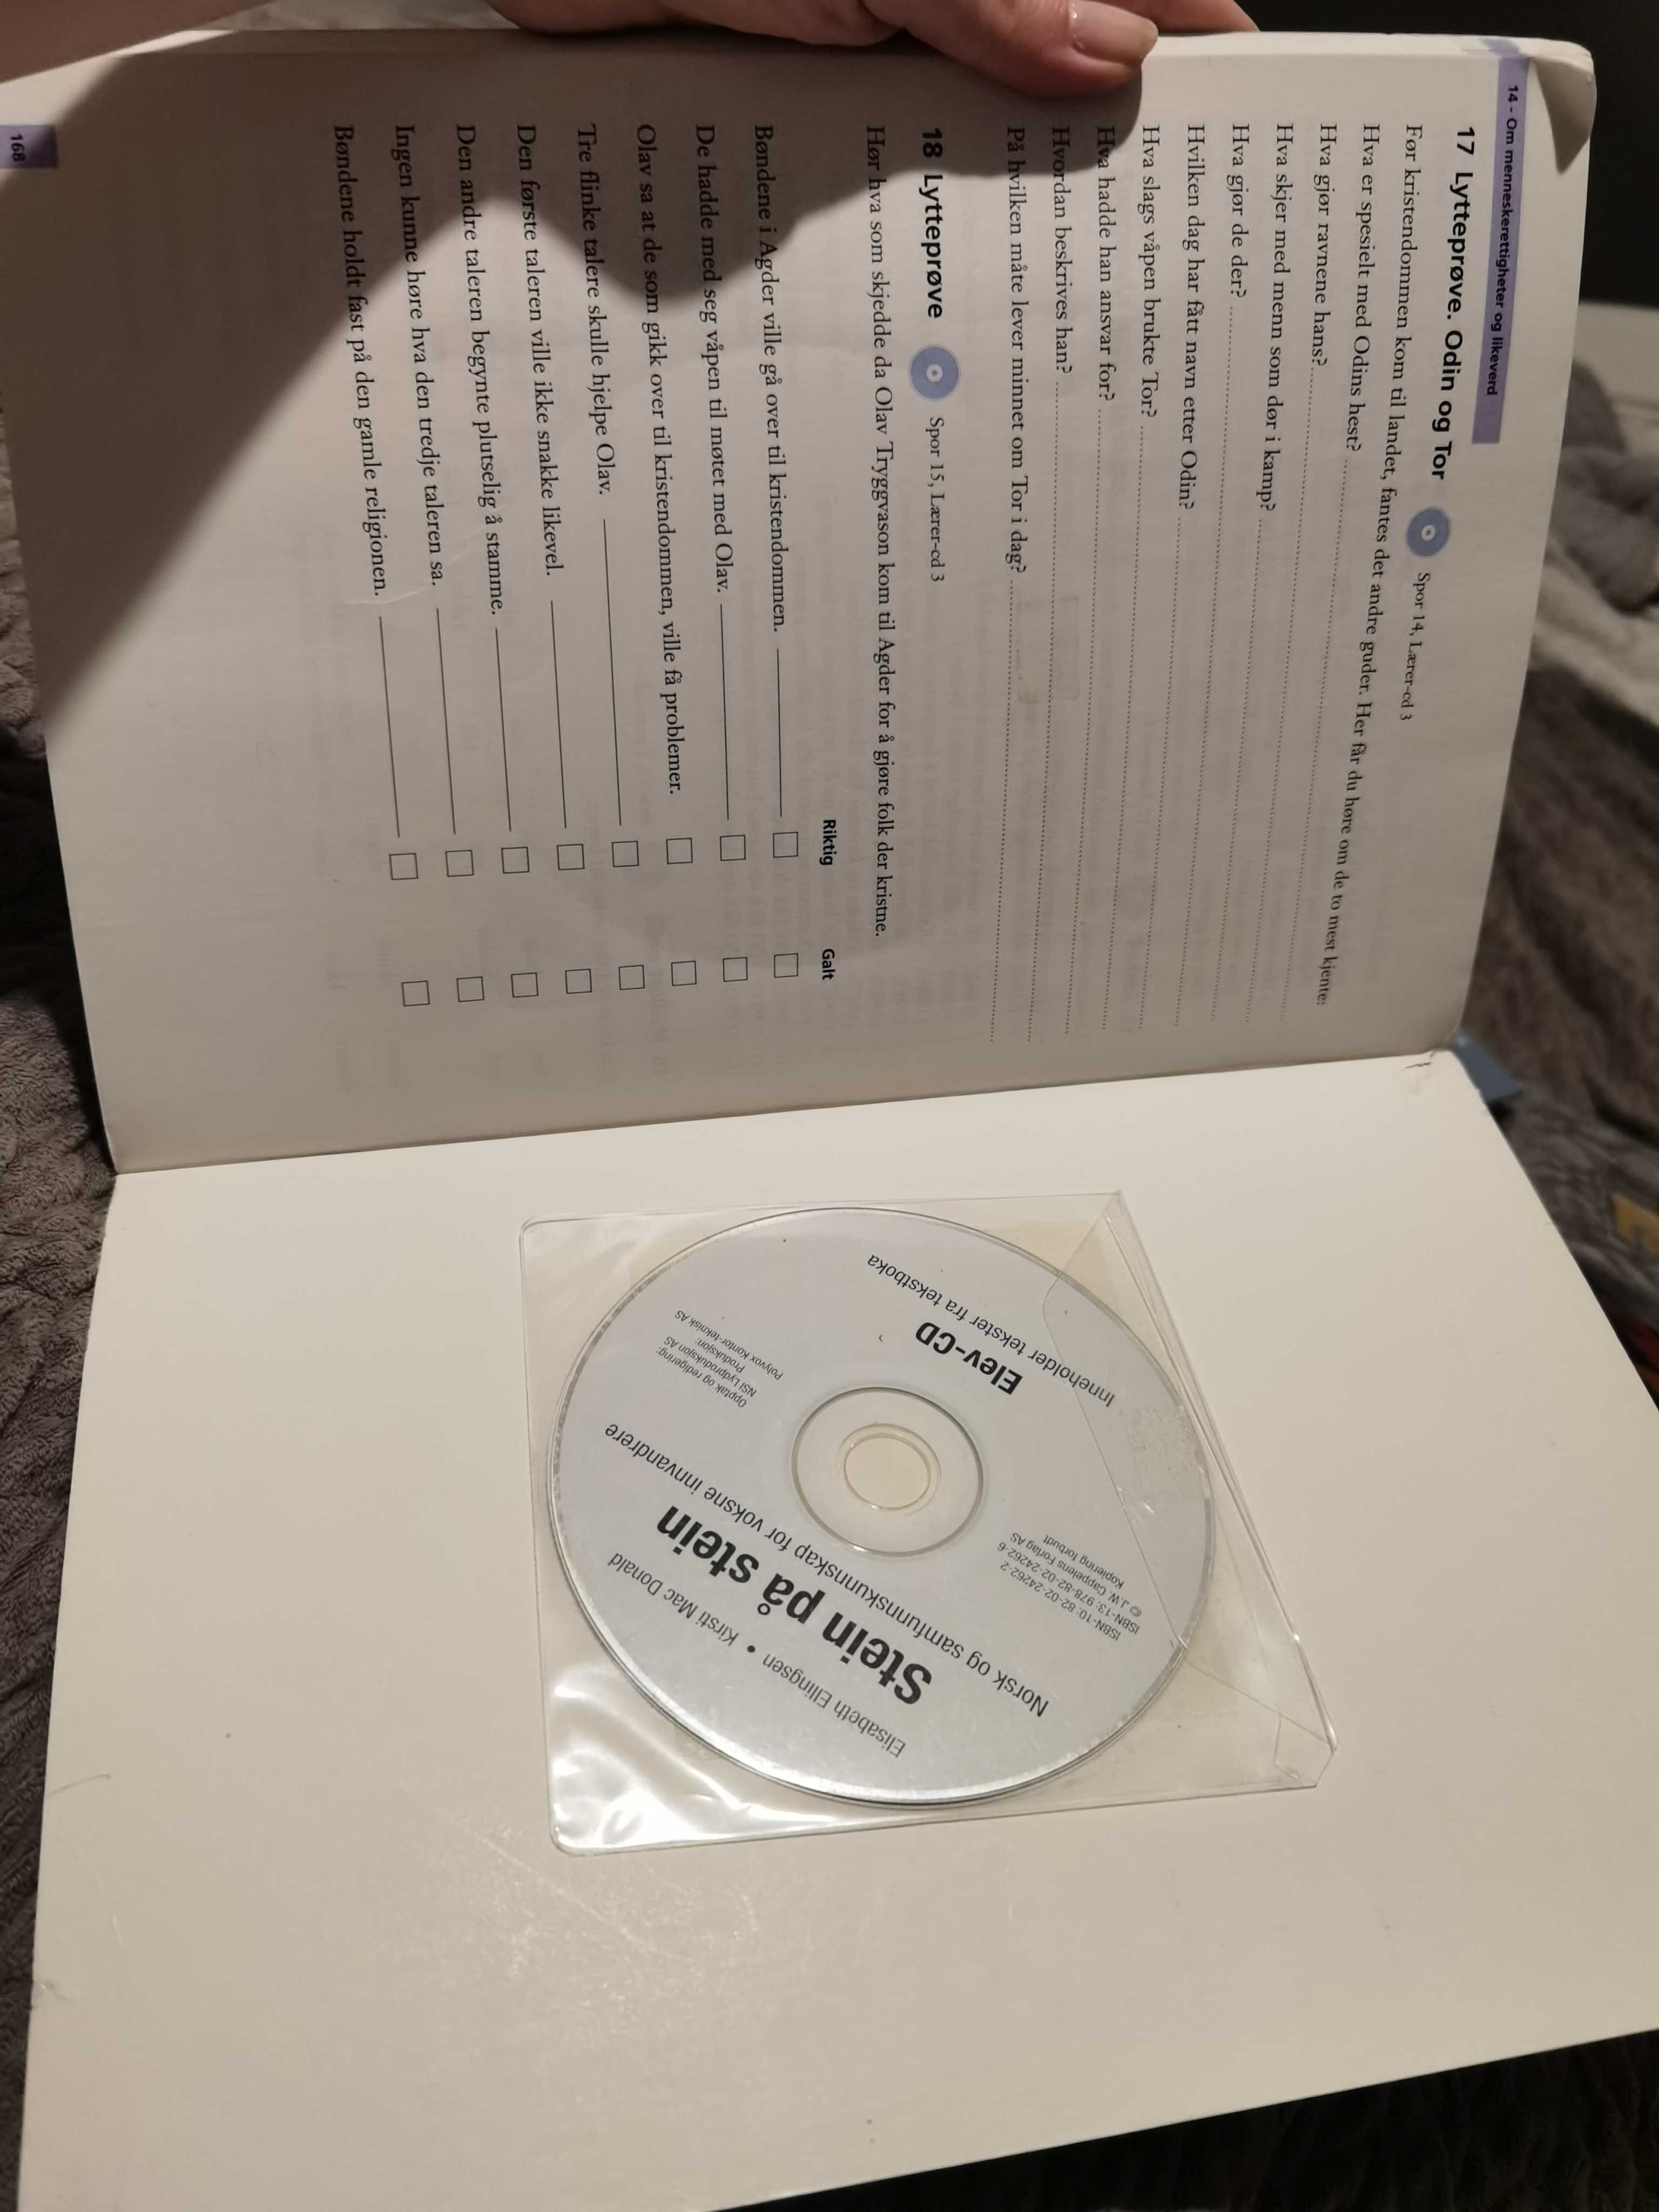 14 - Om menneskerettigheter og likeverd
17 Lytteprøve. Odin og Tor
Spor 14, Lærer-cd 3
Før kristendommen kom til landet, fantes det andre guder. Her får du høre om de to mest kjente:
Hva er spesielt med Odins hest?
Hva gjør ravnene hans?
Hva skjer med menn som dør i kamp?
Hva gjør de der?
Hvilken dag har fått navn etter Odin?
Hva slags våpen brukte Tor?
Hva hadde han ansvar for?
Hvordan beskrives han?
På hvilken måte lever minnet om Tor i dag?
18 Lytteprøve
Spor 15, Lærer-cd 3
Hør hva som skjedde da Olav Tryggvason kom til Agder for å gjøre folk der kristne.
Riktig Galt
Bøndene i Agder ville gå over til kristendommen.
De hadde med seg våpen til møtet med Olav.
Olav sa at de som gikk over til kristendommen, ville få problemer.
Tre flinke talere skulle hjelpe Olav.
Den første taleren ville ikke snakke likevel.
Den andre taleren begynte plutselig å stamme.
Ingen kunne høre hva den tredje taleren sa.
Bøndene holdt fast på den gamle religionen.
168
Elisabeth Ellingsen • Kirsti Mac Donald
Stein på stein
Norsk og samfunnskunnskap for voksne innvandrere
ISBN-10: 82-02-24262-2
ISBN-13: 978-82-02-24262-6
© J.W. Cappelens Forlag AS
Kopiering forbudt
Opptak og redigering:
NSI Lydproduksjon AS
Produksjon:
Polyvox Kontor-teknisk AS
Elev-CD
Inneholder tekster fra tekstboka